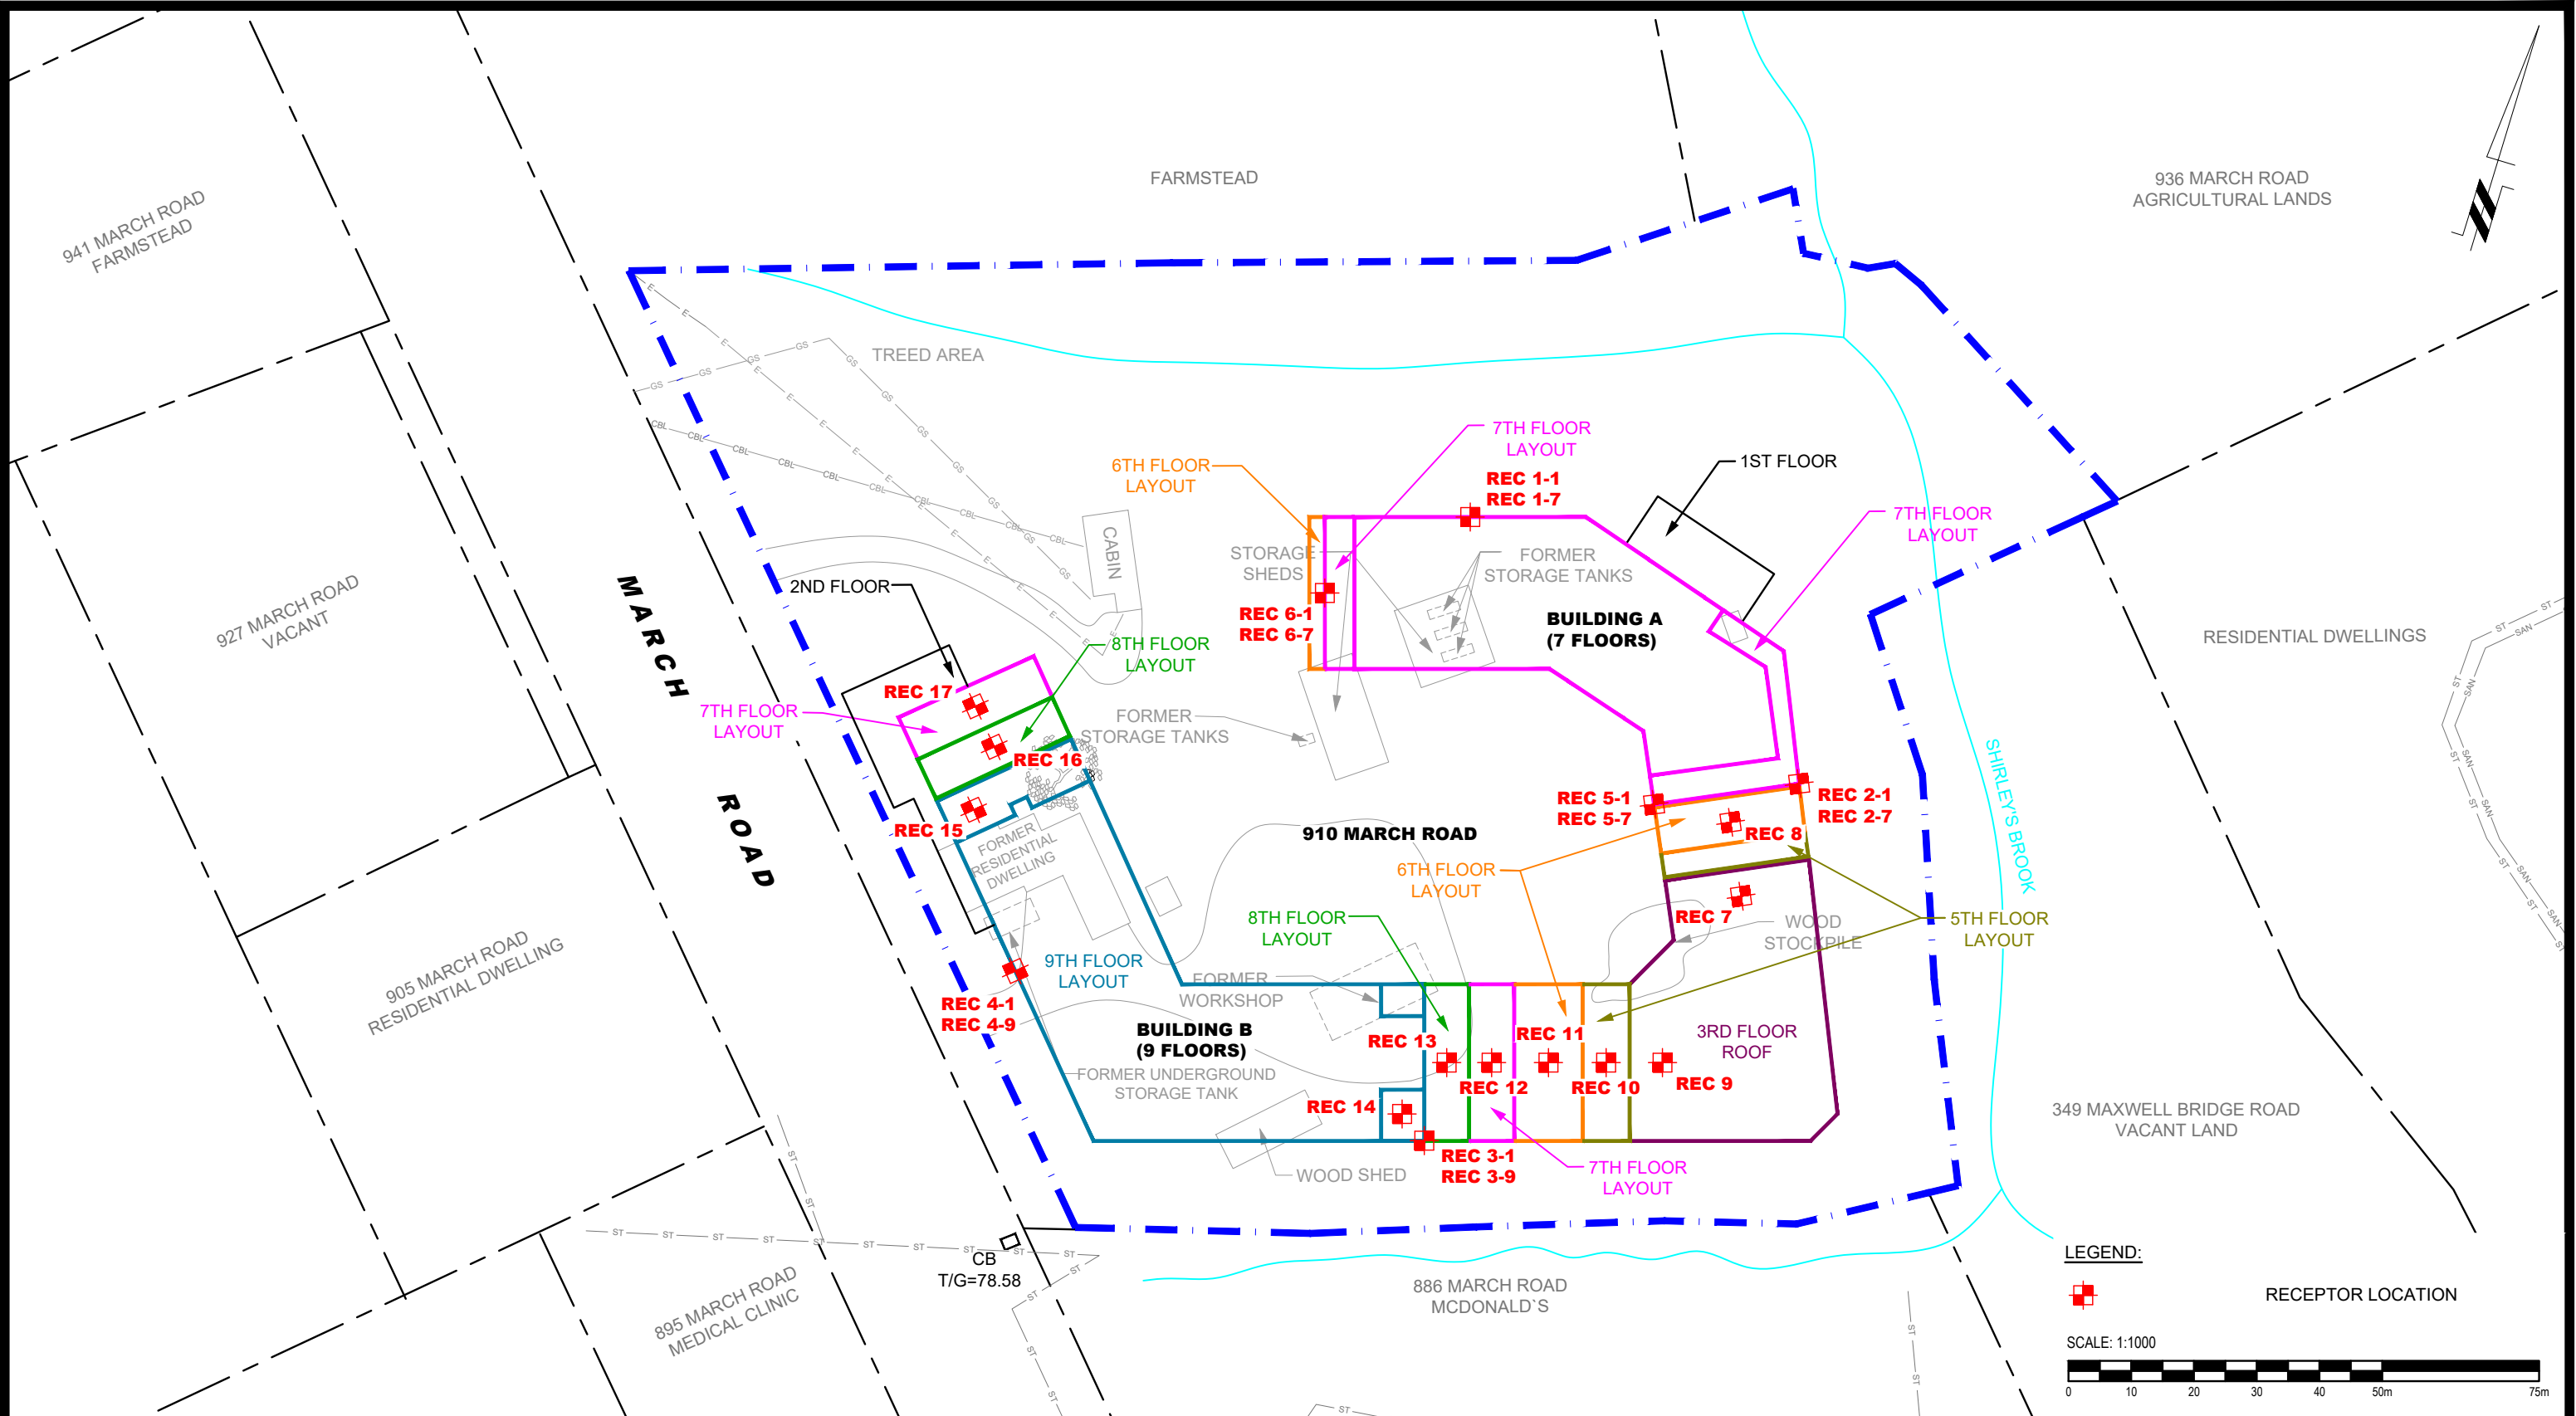 FARMSTEAD
936 MARCH ROAD
AGRICULTURAL LANDS
941 MARCH ROAD
FARMSTEAD
TREED AREA
7TH FLOOR
LAYOUT
6TH FLOOR
LAYOUT
1ST FLOOR
REC 1-1
REC 1-7
7TH FLOOR
LAYOUT
CABIN
STORAGE
SHEDS
FORMER
STORAGE TANKS
2ND FLOOR
REC 6-1
REC 6-7
BUILDING A
(7 FLOORS)
927 MARCH ROAD
VACANT
MARCH
ROAD
RESIDENTIAL DWELLINGS
8TH FLOOR
LAYOUT
REC 17
7TH FLOOR
LAYOUT
FORMER
STORAGE TANKS
REC 16
REC 15
REC 5-1
REC 5-7
REC 2-1
REC 2-7
REC 8
SHIRLEY'S BROOK
910 MARCH ROAD
FORMER
RESIDENTIAL
DWELLING
6TH FLOOR
LAYOUT
REC 7
WOOD
STOCKPILE
5TH FLOOR
LAYOUT
8TH FLOOR
LAYOUT
905 MARCH ROAD
RESIDENTIAL DWELLING
9TH FLOOR
LAYOUT
FORMER
WORKSHOP
REC 4-1
REC 4-9
BUILDING B
(9 FLOORS)
REC 13
REC 11
3RD FLOOR
ROOF
FORMER UNDERGROUND
STORAGE TANK
REC 12
REC 10
REC 9
REC 14
349 MAXWELL BRIDGE ROAD
VACANT LAND
REC 3-1
REC 3-9
WOOD SHED
7TH FLOOR
LAYOUT
CB
T/G=78.58
895 MARCH ROAD
MEDICAL CLINIC
886 MARCH ROAD
MCDONALD`S
LEGEND:
RECEPTOR LOCATION
SCALE: 1:1000
0 10 20 30 40 50m 75m